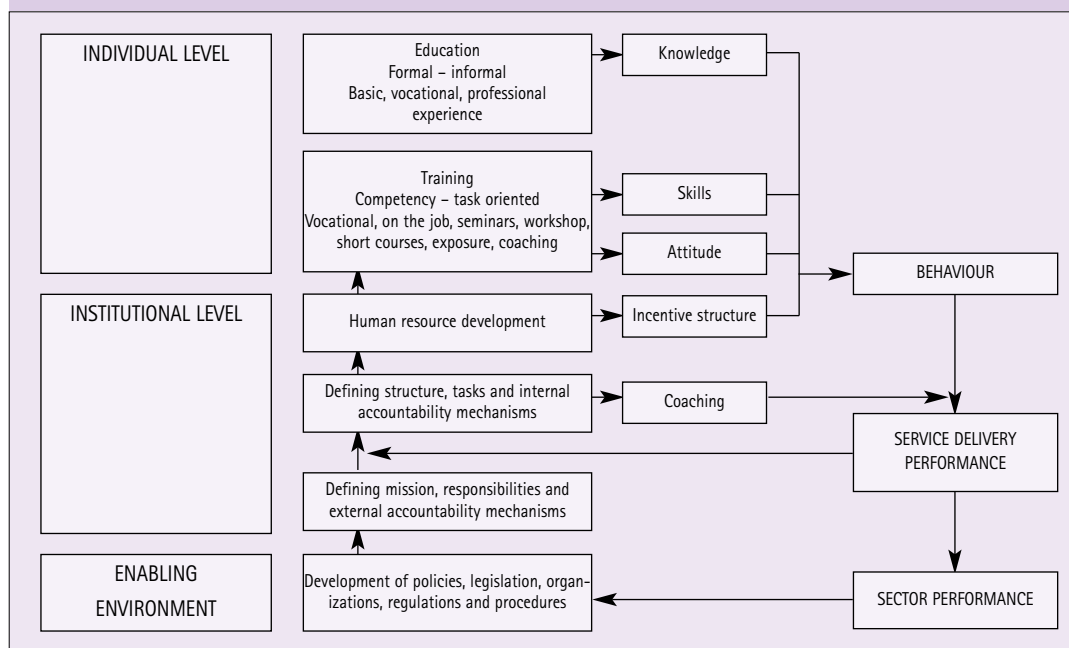 INDIVIDUAL LEVEL
Education
Formal – informal
Basic, vocational, professional
experience
Knowledge
Training
Competency – task oriented
Vocational, on the job, seminars, workshop,
short courses, exposure, coaching
Skills
Attitude
BEHAVIOUR
INSTITUTIONAL LEVEL
Human resource development
Incentive structure
Defining structure, tasks and internal
accountability mechanisms
Coaching
SERVICE DELIVERY
PERFORMANCE
Defining mission, responsibilities and
external accountability mechanisms
ENABLING
ENVIRONMENT
Development of policies, legislation, organ-
izations, regulations and procedures
SECTOR PERFORMANCE